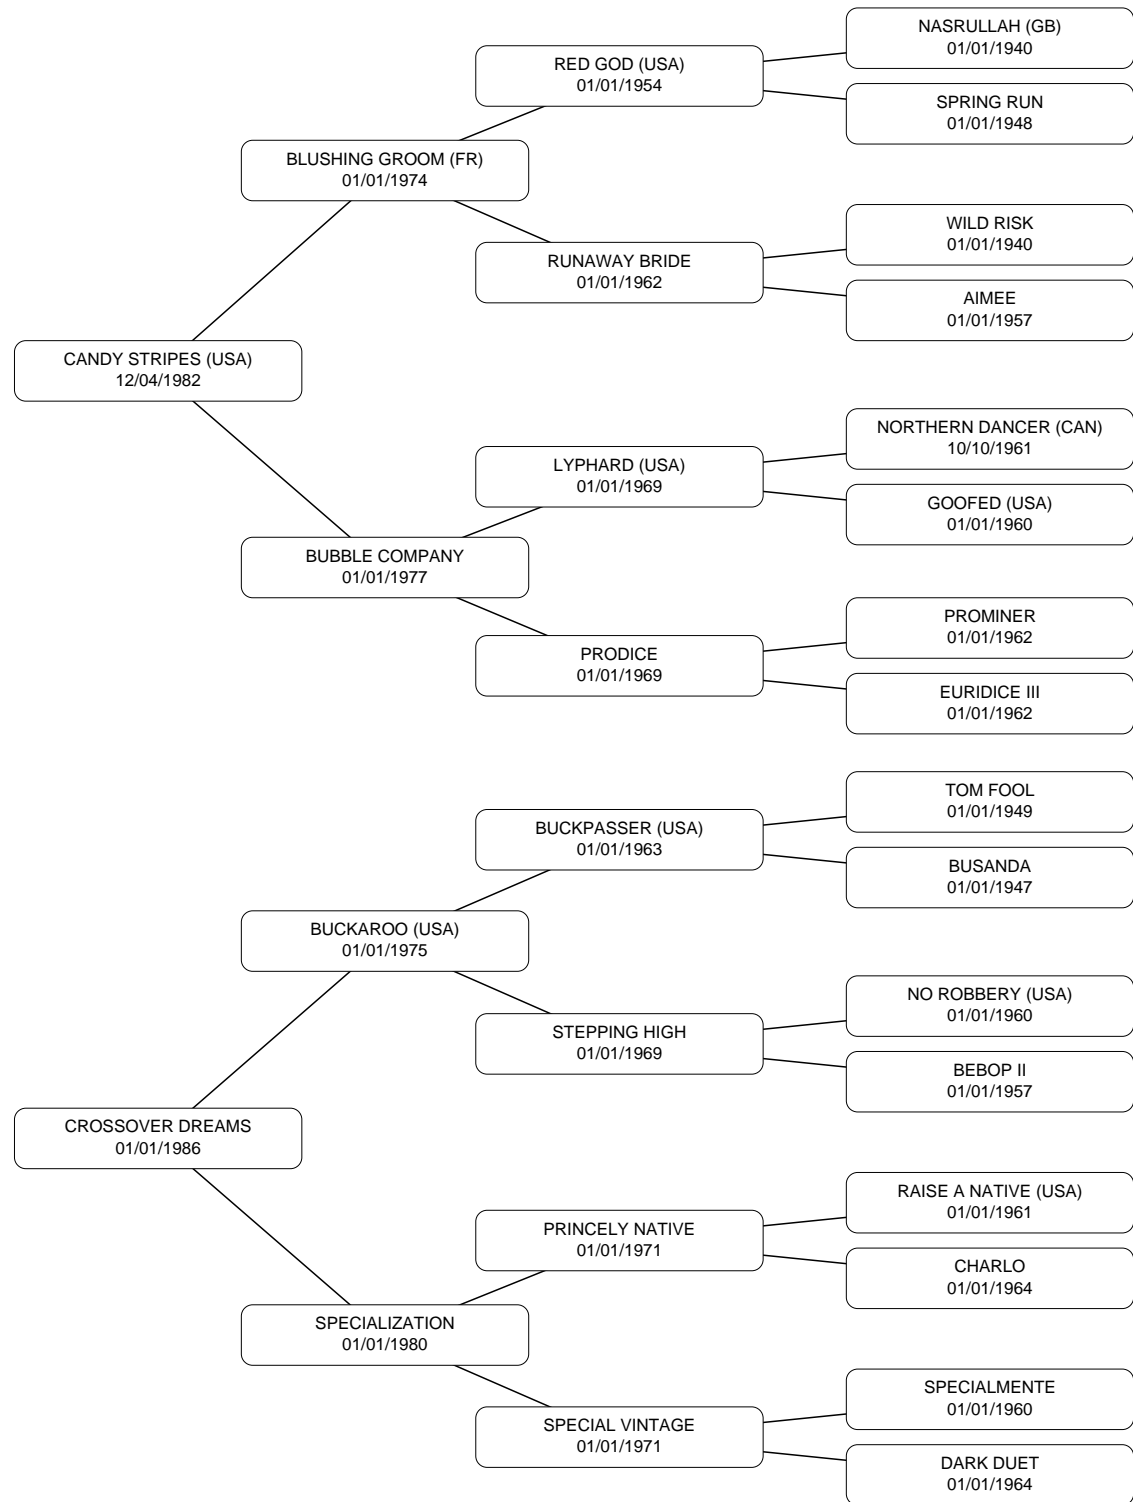 NASRULLAH (GB)
01/01/1940
RED GOD (USA)
01/01/1954
SPRING RUN
01/01/1948
BLUSHING GROOM (FR)
01/01/1974
WILD RISK
01/01/1940
RUNAWAY BRIDE
01/01/1962
AIMEE
01/01/1957
CANDY STRIPES (USA)
12/04/1982
NORTHERN DANCER (CAN)
10/10/1961
LYPHARD (USA)
01/01/1969
GOOFED (USA)
01/01/1960
BUBBLE COMPANY
01/01/1977
PROMINER
01/01/1962
PRODICE
01/01/1969
EURIDICE III
01/01/1962
TOM FOOL
01/01/1949
BUCKPASSER (USA)
01/01/1963
BUSANDA
01/01/1947
BUCKAROO (USA)
01/01/1975
NO ROBBERY (USA)
01/01/1960
STEPPING HIGH
01/01/1969
BEBOP II
01/01/1957
CROSSOVER DREAMS
01/01/1986
RAISE A NATIVE (USA)
01/01/1961
PRINCELY NATIVE
01/01/1971
CHARLO
01/01/1964
SPECIALIZATION
01/01/1980
SPECIALMENTE
01/01/1960
SPECIAL VINTAGE
01/01/1971
DARK DUET
01/01/1964